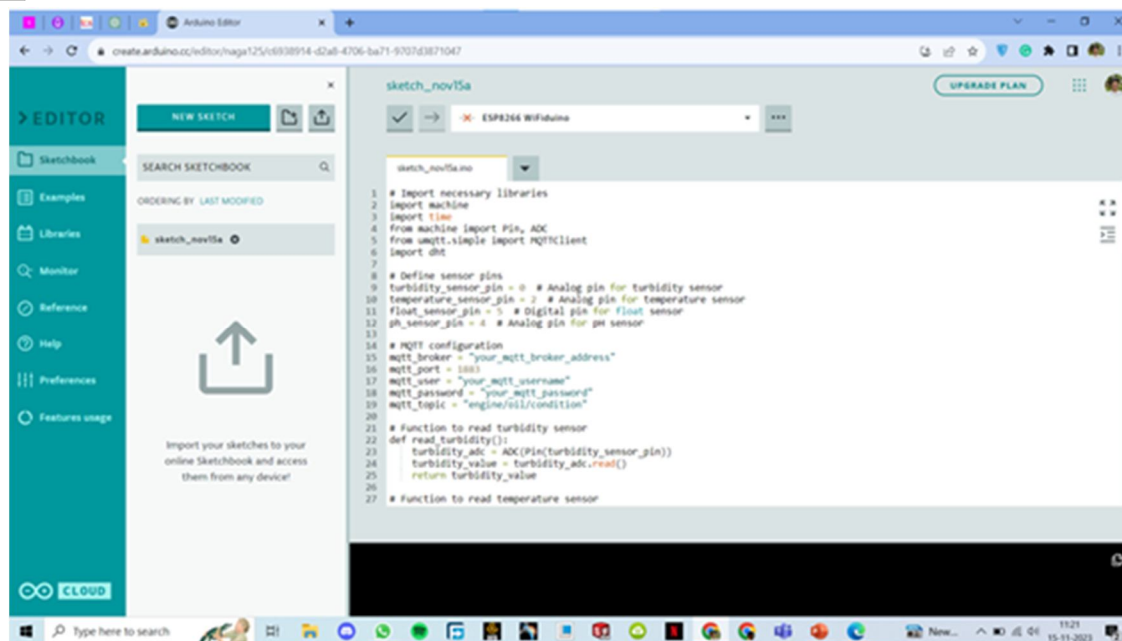 Arduino Editor
create.arduino.cc/editor/naga125/c6938914-d2a8-4706-ba71-9707d3871047
EDITOR
Sketchbook
Examples
Libraries
Monitor
Reference
Help
Preferences
Features usage
CLOUD
NEW SKETCH
SEARCH SKETCHBOOK
ORDERING BY LAST MODIFIED
sketch_nov15a
Import your sketches to your
online Sketchbook and access
them from any device!
sketch_nov15a
UPGRADE PLAN
ESP8266 WiFiduino
sketch_nov15a.ino
1 # Import necessary libraries
2 import machine
3 import time
4 from machine import Pin, ADC
5 from umqtt.simple import MQTTClient
6 import dht
7
8 # Define sensor pins
9 turbidity_sensor_pin = 0 # Analog pin for turbidity sensor
10 temperature_sensor_pin = 2 # Analog pin for temperature sensor
11 float_sensor_pin = 5 # Digital pin for float sensor
12 ph_sensor_pin = 4 # Analog pin for pH sensor
13
14 # MQTT configuration
15 mqtt_broker = "your_mqtt_broker_address"
16 mqtt_port = 1883
17 mqtt_user = "your_mqtt_username"
18 mqtt_password = "your_mqtt_password"
19 mqtt_topic = "engine/oil/condition"
20
21 # Function to read turbidity sensor
22 def read_turbidity():
23 turbidity_adc = ADC(Pin(turbidity_sensor_pin))
24 turbidity_value = turbidity_adc.read()
25 return turbidity_value
26
27 # Function to read temperature sensor
Type here to search
New...
11:21
15-11-2023